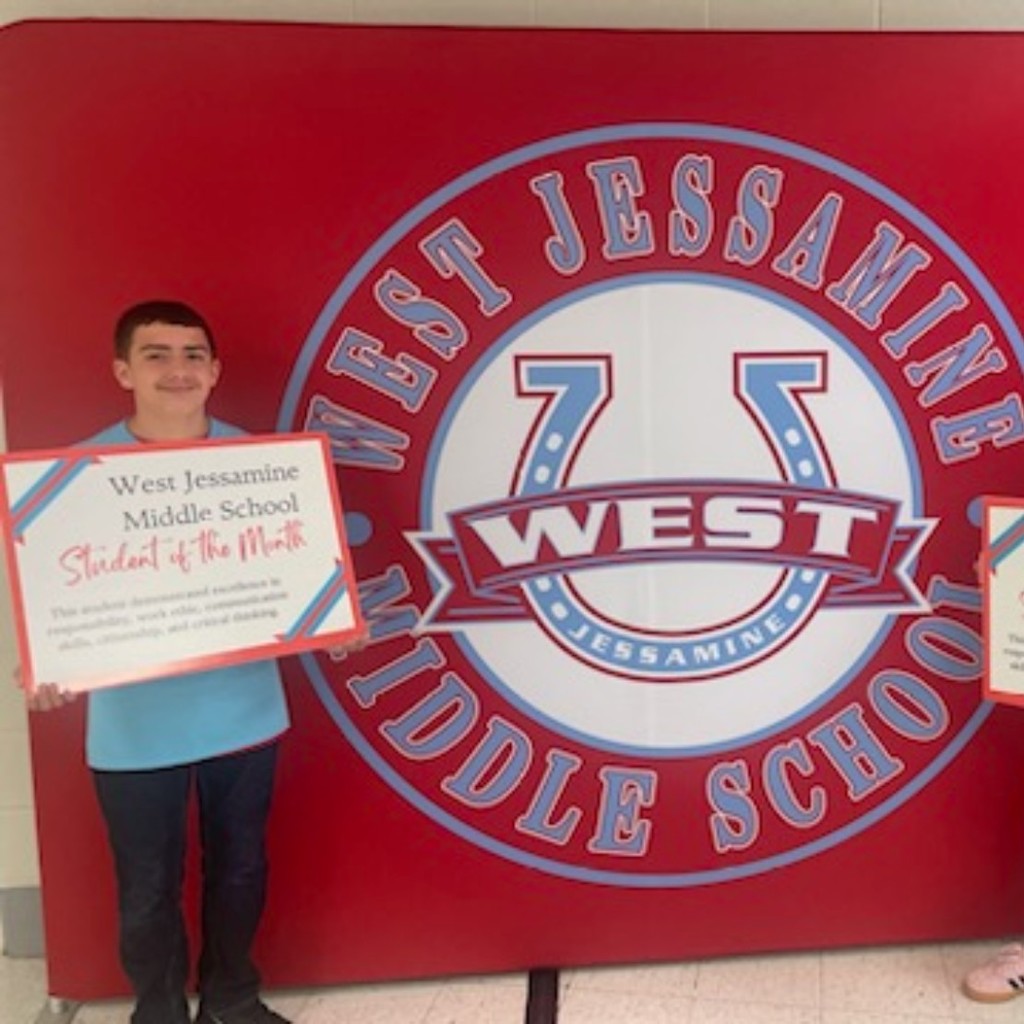 WEST JESSAMINE
WEST
JESSAMINE
MIDDLE SCHOOL
West Jessamine
Middle School
Student of the Month
This student demonstrated excellence in
responsibility, work ethic, communication
skills, citizenship, and critical thinking.